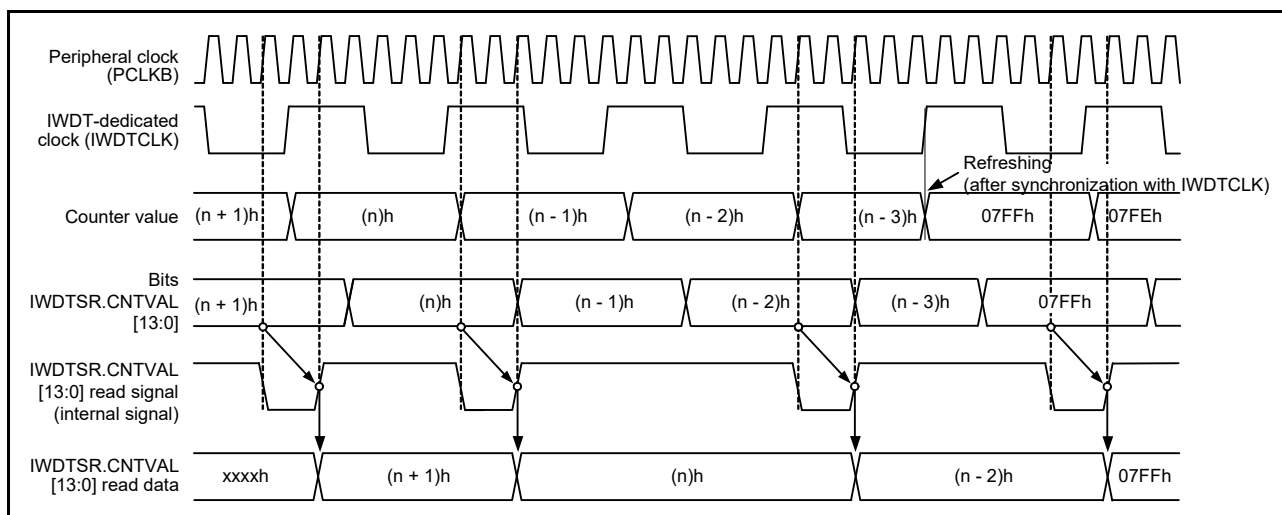 Peripheral clock
(PCLKB)
IWDT-dedicated
clock (IWDTCLK)
Refreshing
(after synchronization with IWDTCLK)
Counter value
(n + 1)h
(n)h
(n - 1)h
(n - 2)h
(n - 3)h
07FFh
07FEh
Bits
IWDTSR.CNTVAL
[13:0]
(n + 1)h
(n)h
(n - 1)h
(n - 2)h
(n - 3)h
07FFh
IWDTSR.CNTVAL
[13:0] read signal
(internal signal)
IWDTSR.CNTVAL
[13:0] read data
xxxxh
(n + 1)h
(n)h
(n - 2)h
07FFh